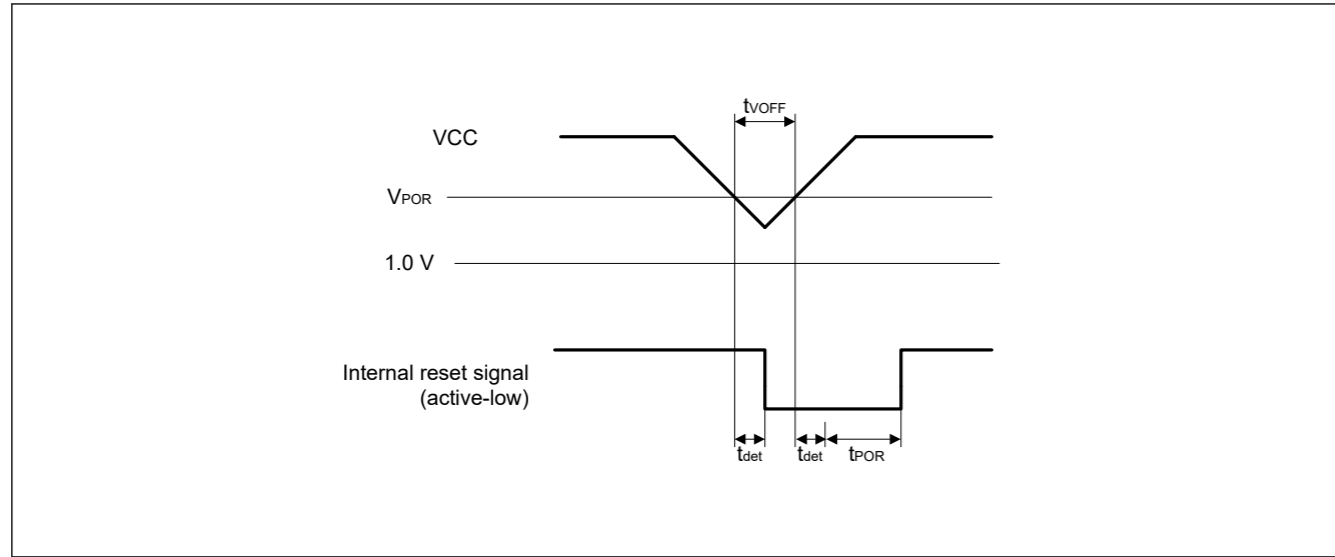 tVOFF
VCC
VPOR
1.0 V
Internal reset signal
(active-low)
tdet
tdet
tPOR